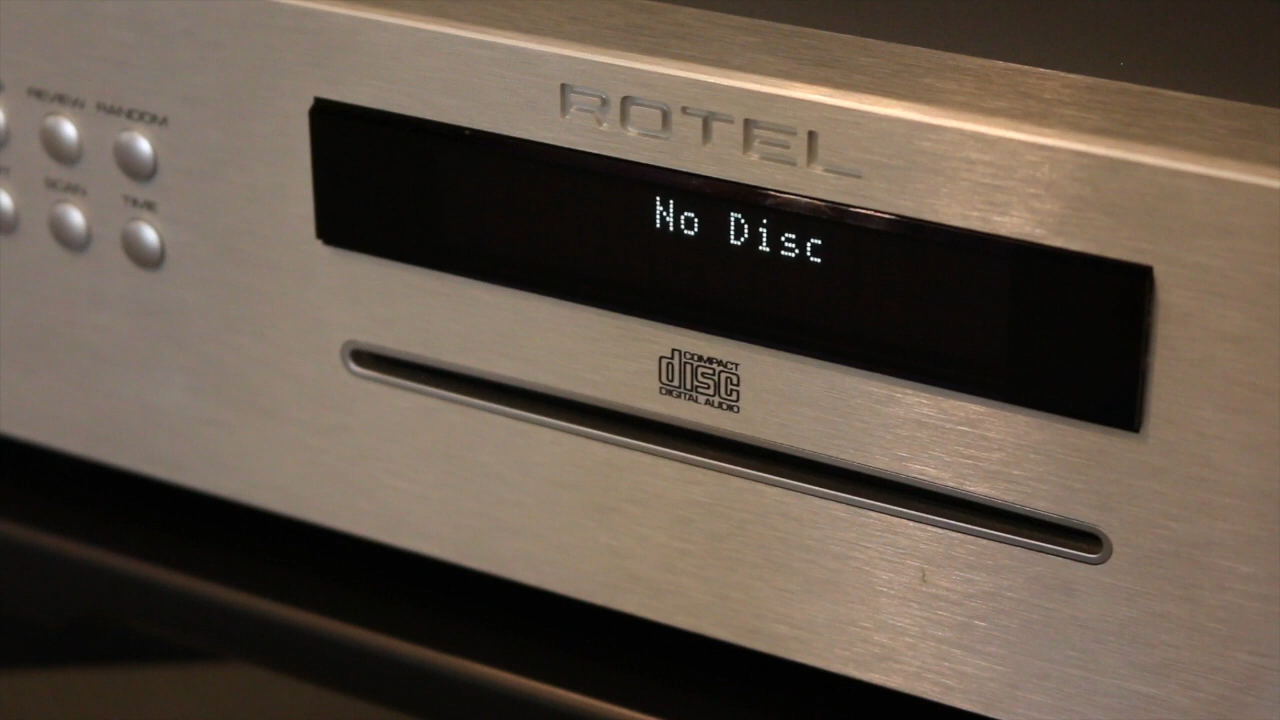 ROTEL
REVIEW RANDOM
No Disc
SCAN TIME
COMPACT
disc
DIGITAL AUDIO